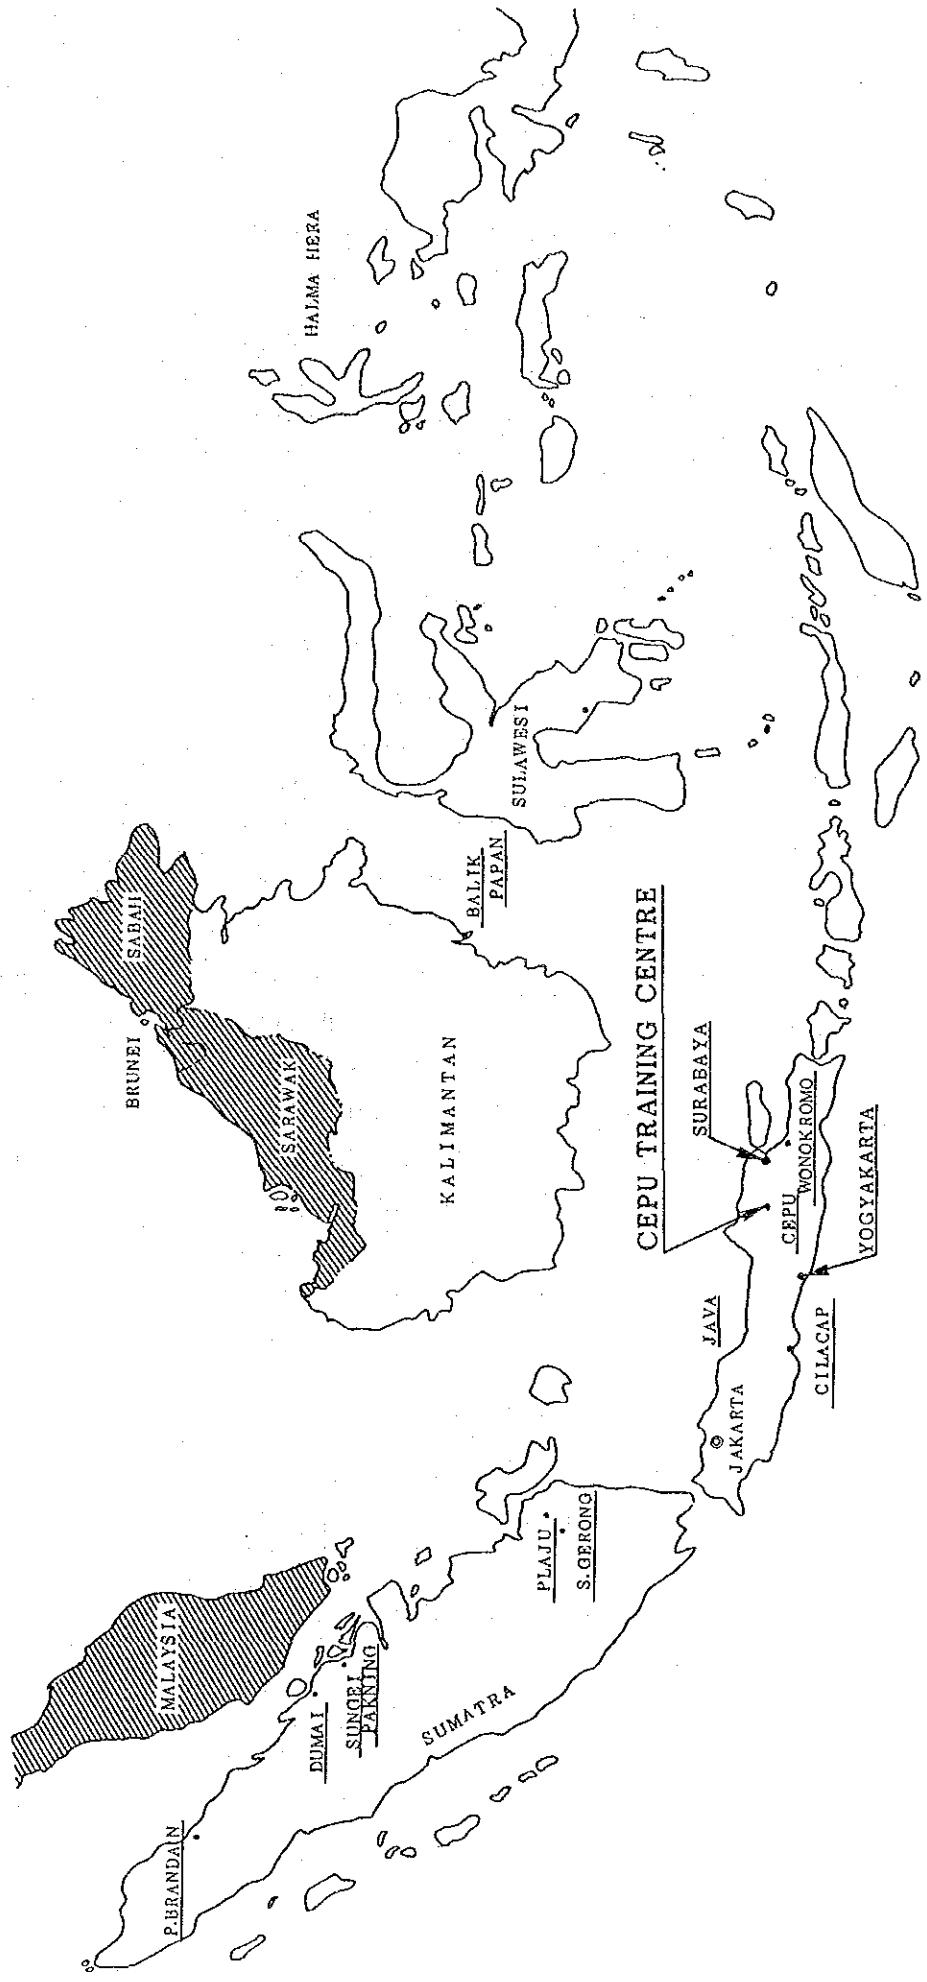 HALMA HERA
SABAH
BRUNEI
SARAWAK
KALIMANTAN
BALIK
PAPAN
SULAWESI
MALAYSIA
P.BRANDAIN
DUMAI
SUNGEI
PAKNING
SUMATRA
PLAJU
S.GERONG
CEPU TRAINING CENTRE
SURABAYA
JAVA
JAKARTA
CEPU
WONOKROMO
CILACAP
YOGYAKARTA